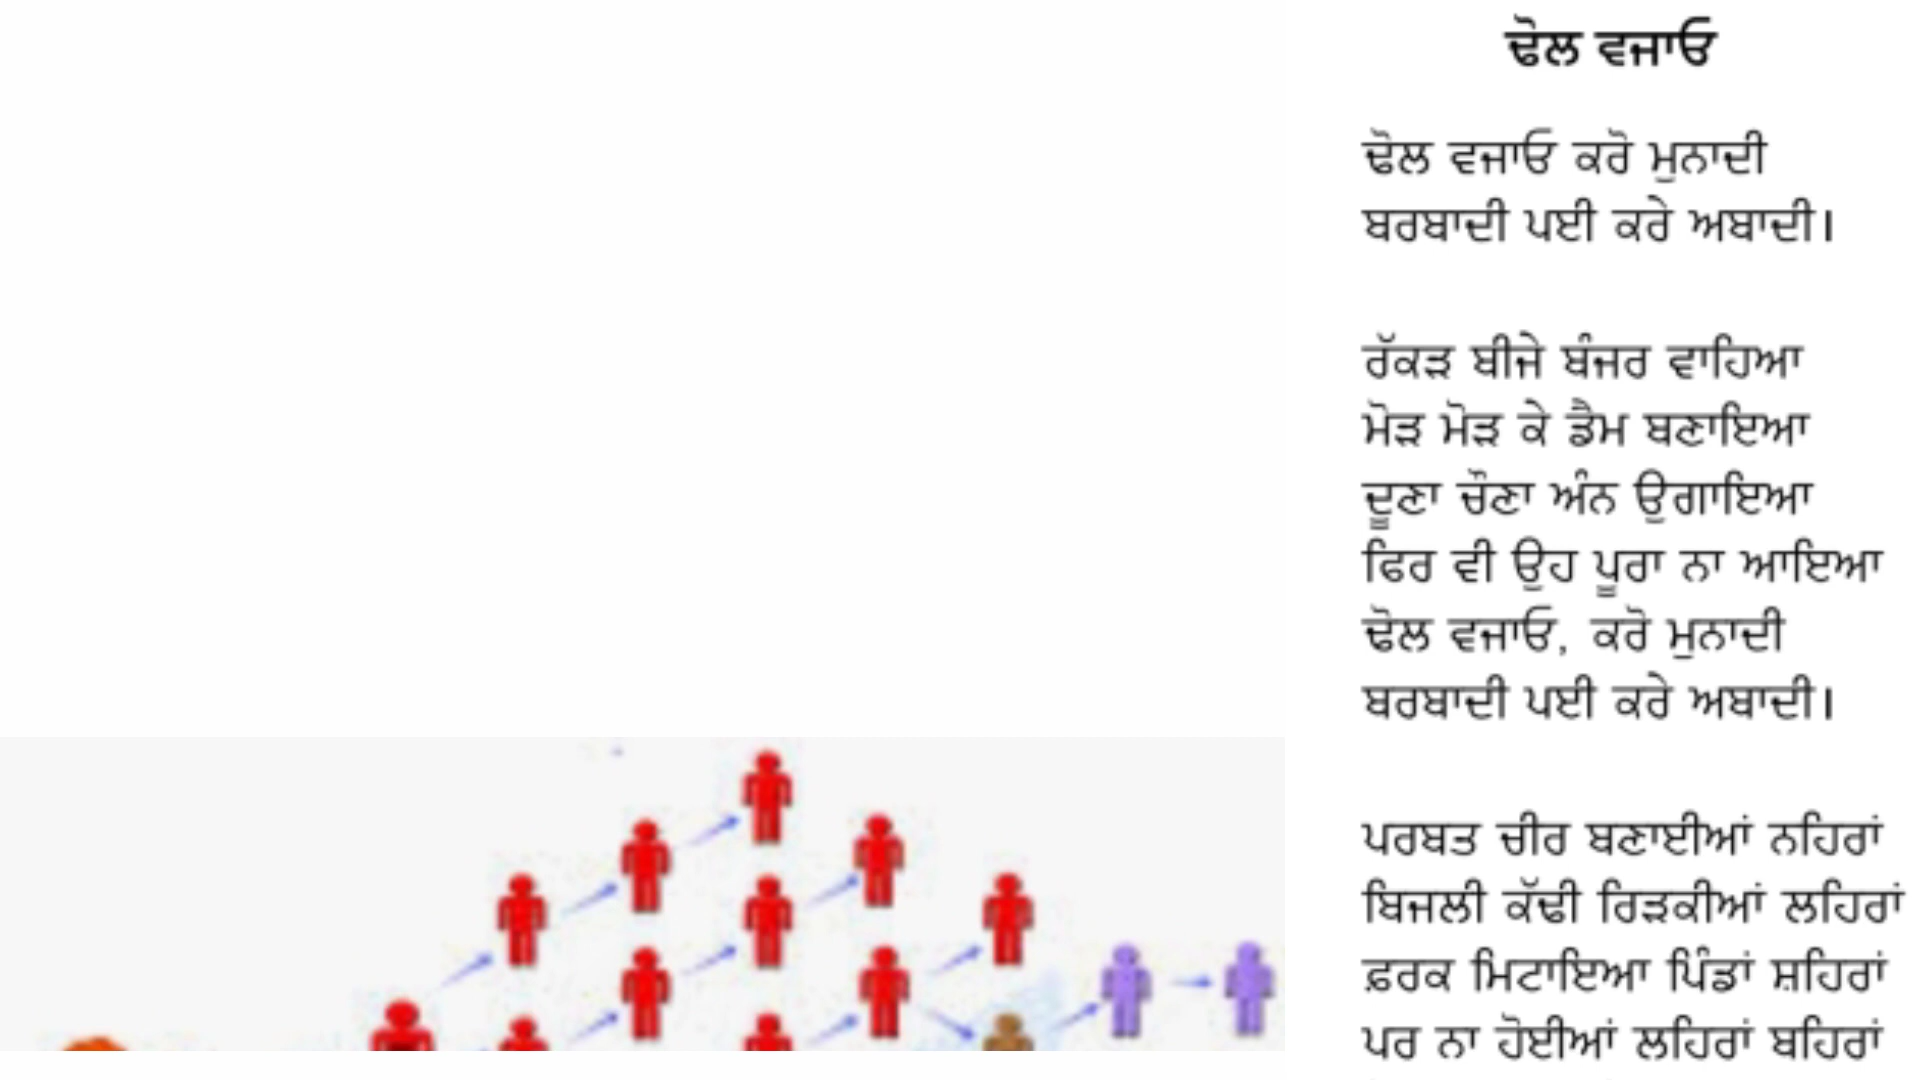 ਢੋਲ ਵਜਾਓ
ਢੋਲ ਵਜਾਓ ਕਰੋ ਮੁਨਾਦੀ
ਬਰਬਾਦੀ ਪਈ ਕਰੇ ਅਬਾਦੀ।
ਰੱਕੜ ਬੀਜੇ ਬੰਜਰ ਵਾਹਿਆ
ਮੋੜ ਮੋੜ ਕੇ ਡੈਮ ਬਣਾਇਆ
ਦੂਣਾ ਚੌਣਾ ਅੰਨ ਉਗਾਇਆ
ਫਿਰ ਵੀ ਉਹ ਪੂਰਾ ਨਾ ਆਇਆ
ਢੋਲ ਵਜਾਓ, ਕਰੋ ਮੁਨਾਦੀ
ਬਰਬਾਦੀ ਪਈ ਕਰੇ ਅਬਾਦੀ।
ਪਰਬਤ ਚੀਰ ਬਣਾਈਆਂ ਨਹਿਰਾਂ
ਬਿਜਲੀ ਕੱਢੀ ਰਿੜਕੀਆਂ ਲਹਿਰਾਂ
ਫ਼ਰਕ ਮਿਟਾਇਆ ਪਿੰਡਾਂ ਸ਼ਹਿਰਾਂ
ਪਰ ਨਾ ਹੋਈਆਂ ਲਹਿਰਾਂ ਬਹਿਰਾਂ